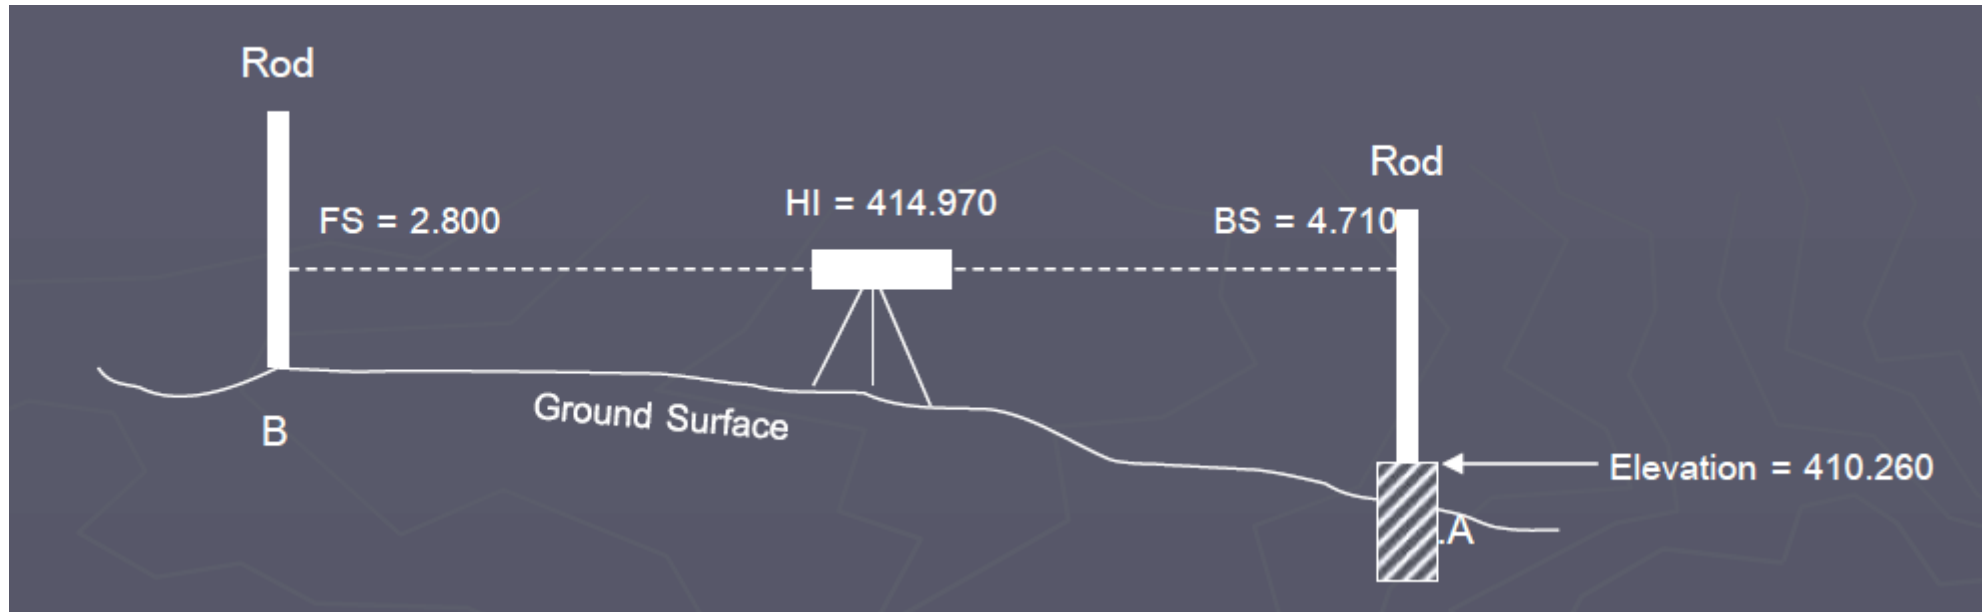 Rod
Rod
HI = 414.970
FS = 2.800
BS = 4.710
Ground Surface
B
Elevation = 410.260
.A